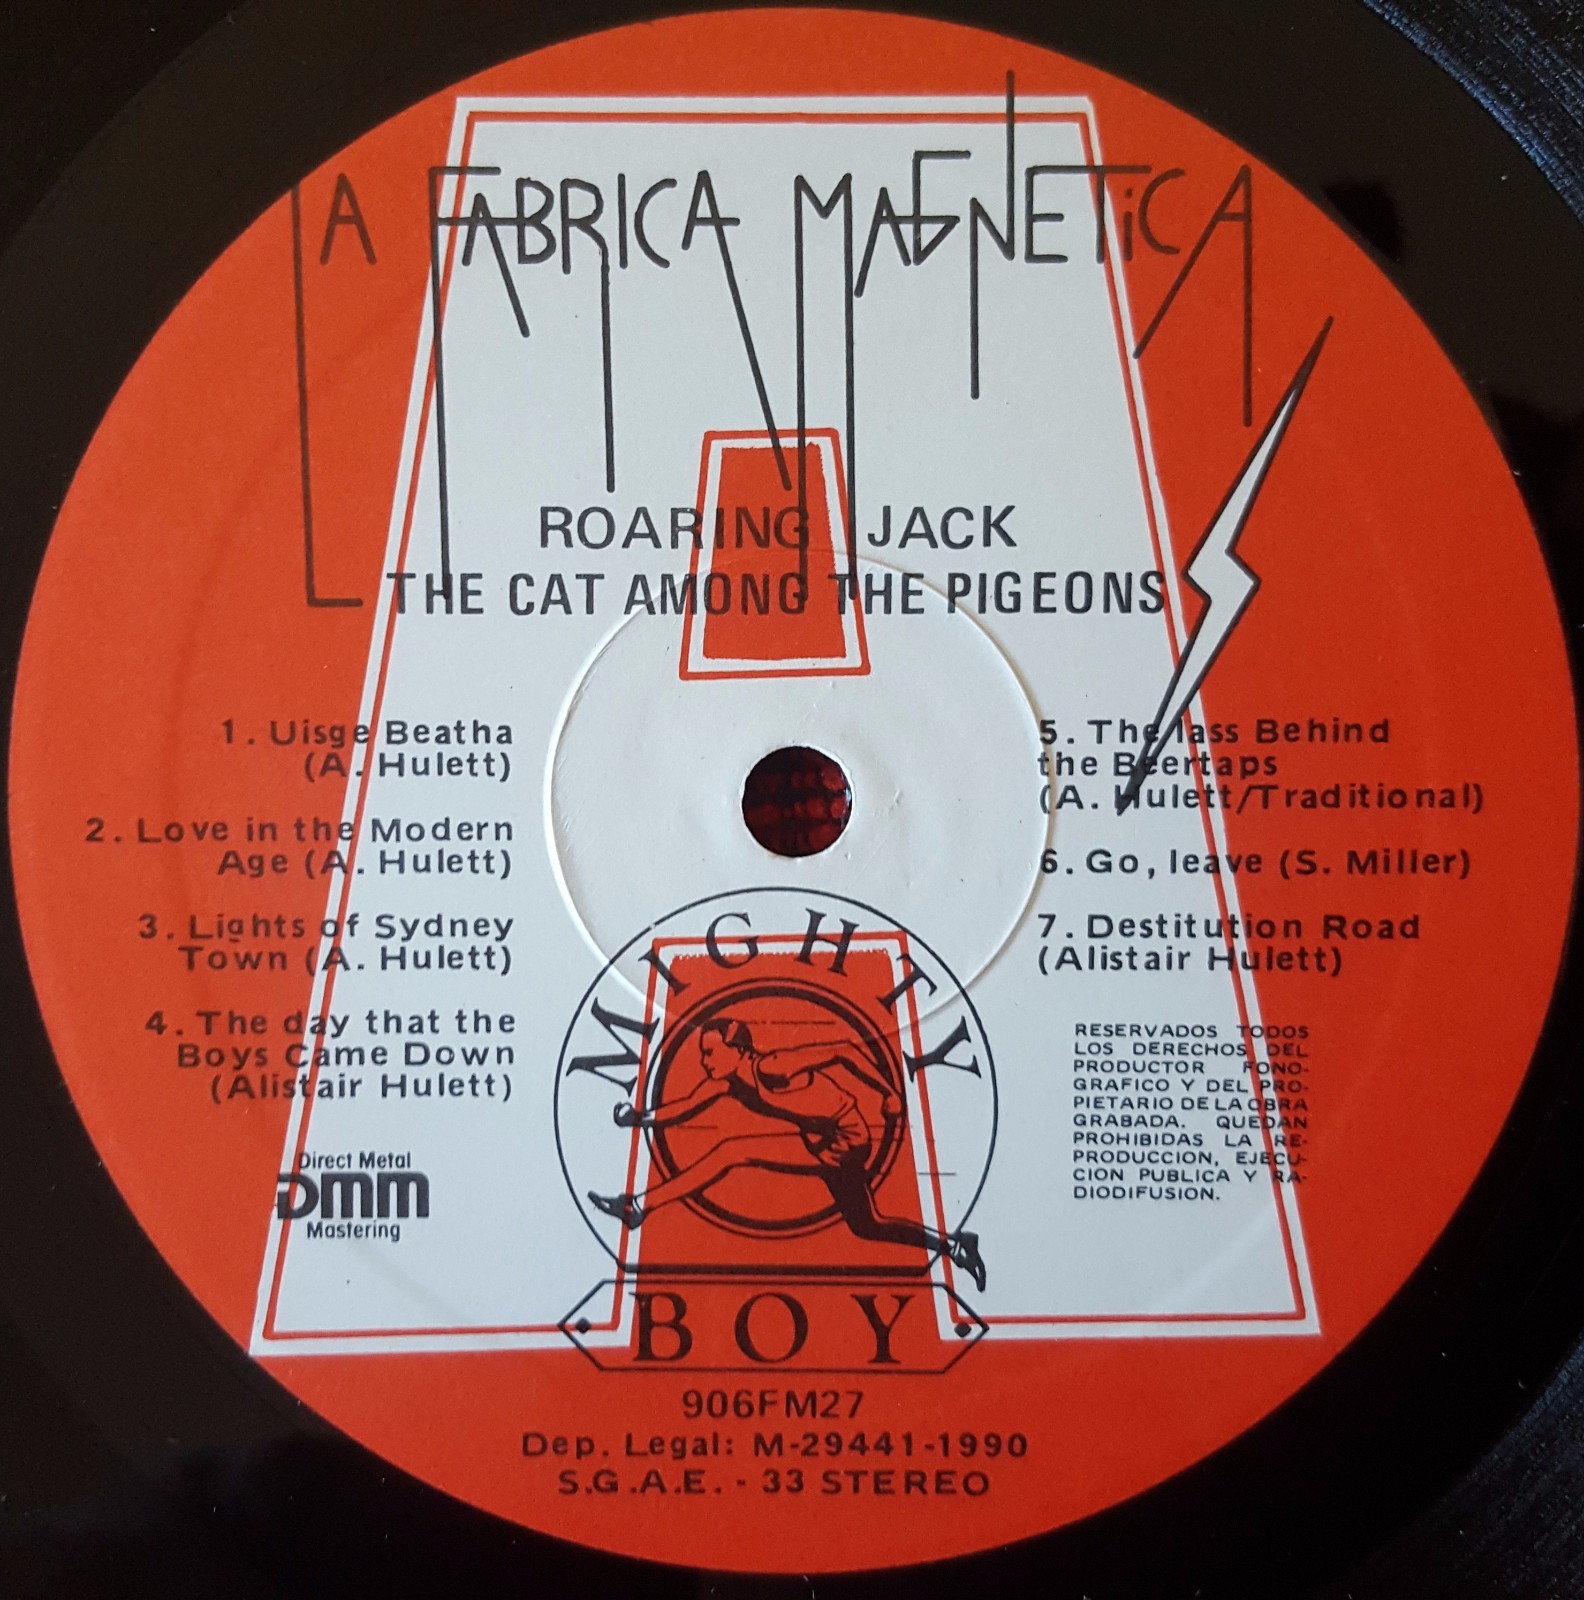 LA FABRICA MAGNETiCA
ROARING JACK
THE CAT AMONG THE PIGEONS
1. Uisge Beatha
(A. Hulett)
2. Love in the Modern
Age (A. Hulett)
3. Lights of Sydney
Town (A. Hulett)
4. The day that the
Boys Came Down
(Alistair Hulett)
5. The lass Behind
the Beertaps
(A. Hulett/Traditional)
6. Go, leave (S. Miller)
7. Destitution Road
(Alistair Hulett)
RESERVADOS TODOS
LOS DERECHOS DEL
PRODUCTOR FONO-
GRAFICO Y DEL PRO-
PIETARIO DE LA OBRA
GRABADA. QUEDAN
PROHIBIDAS LA RE-
PRODUCCION, EJECU-
CION PUBLICA Y RA-
DIODIFUSION.
Direct Metal
DMM
Mastering
MIGHTY
BOY
906FM27
Dep. Legal: M-29441-1990
S.G.A.E. - 33 STEREO